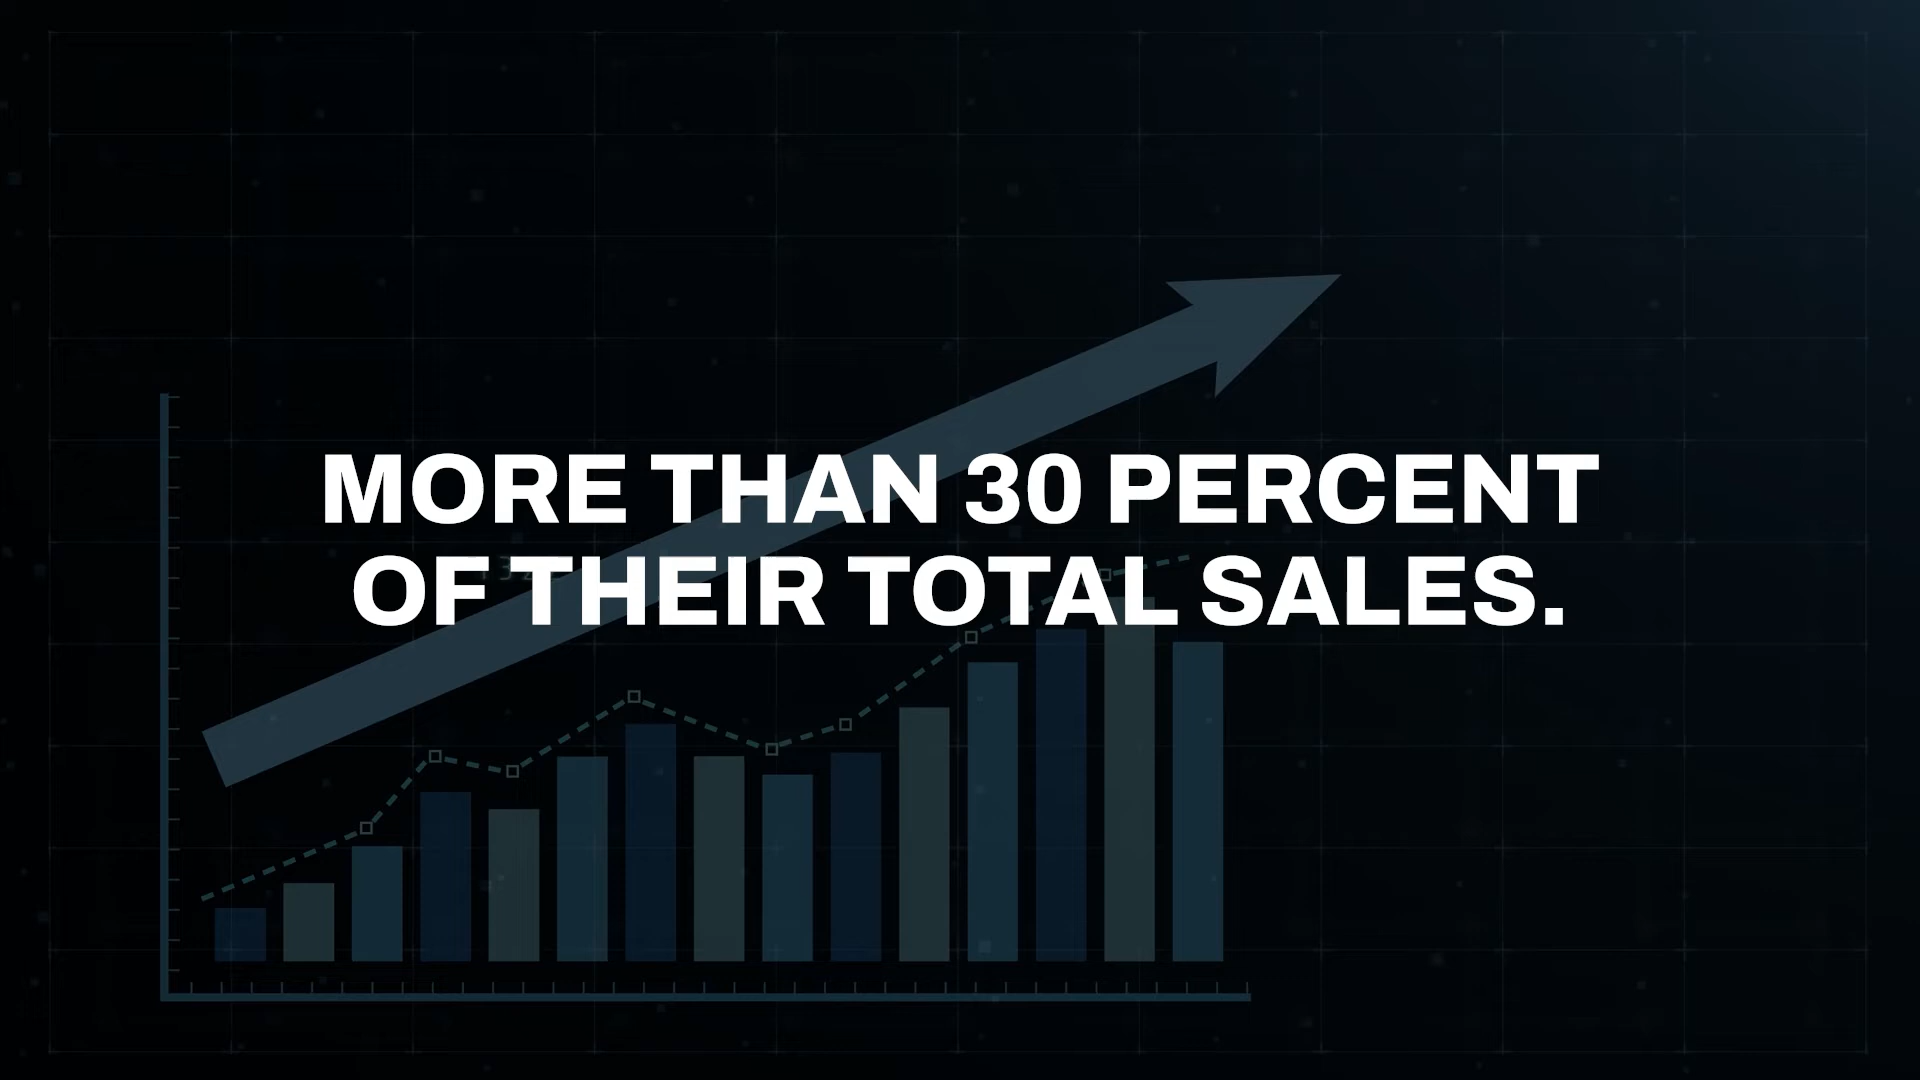 MORE THAN 30 PERCENT
OF THEIR TOTAL SALES.